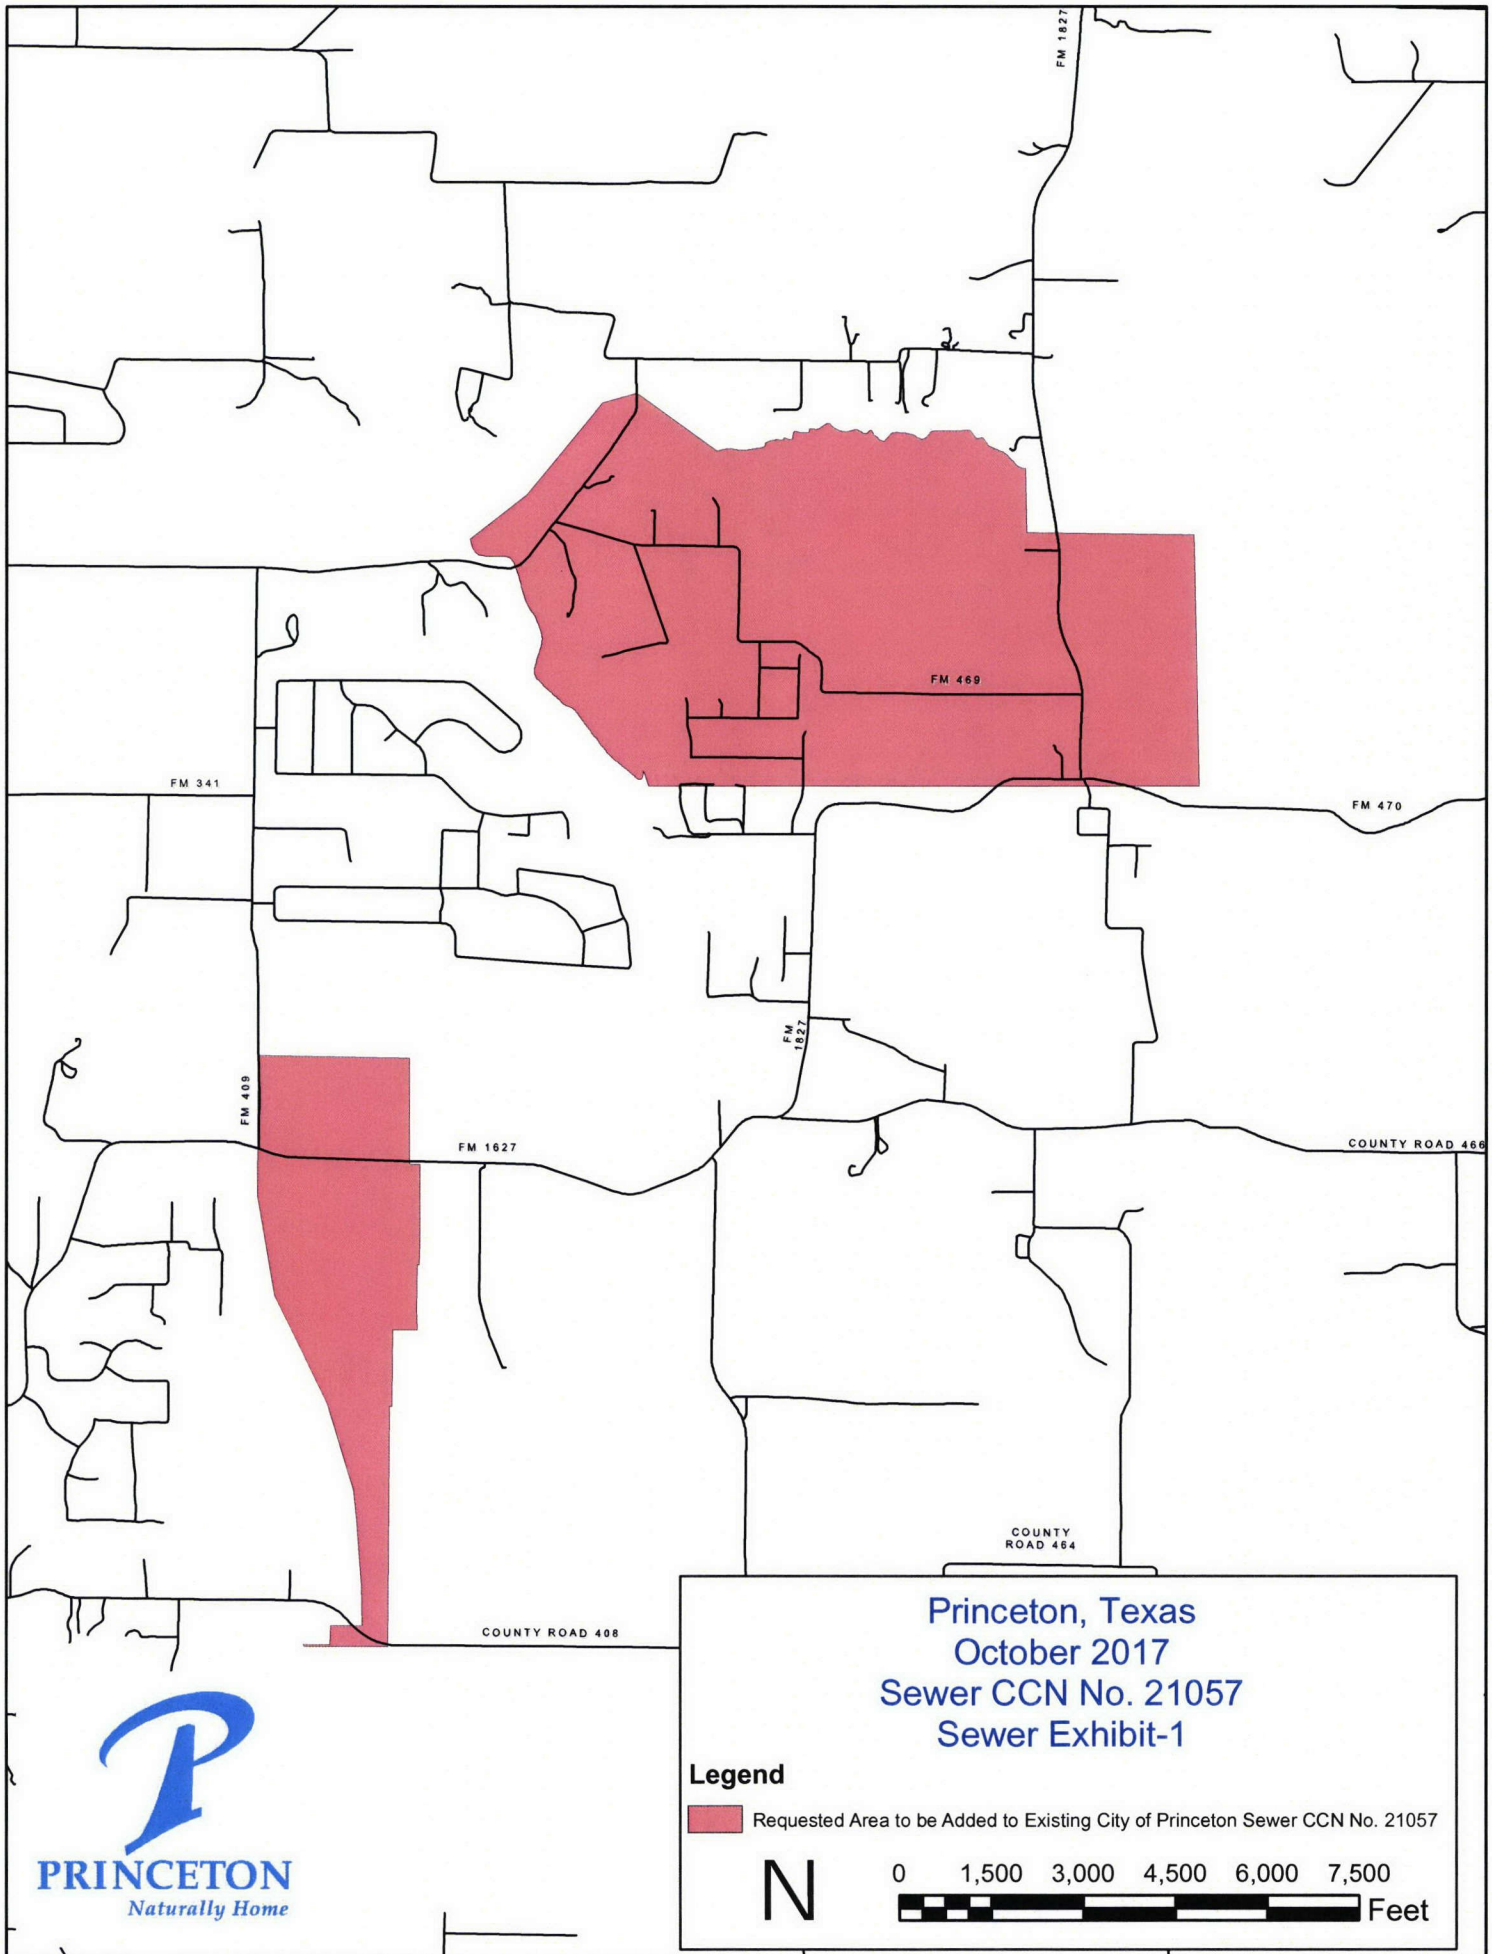 FM 1827
FM 469
FM 341
FM 470
FM
1827
FM 409
FM 1627
COUNTY ROAD 466
COUNTY
ROAD 464
COUNTY ROAD 408
Princeton, Texas
October 2017
Sewer CCN No. 21057
Sewer Exhibit-1
Legend
Requested Area to be Added to Existing City of Princeton Sewer CCN No. 21057
N
0 1,500 3,000 4,500 6,000 7,500
Feet
P
PRINCETON
Naturally Home